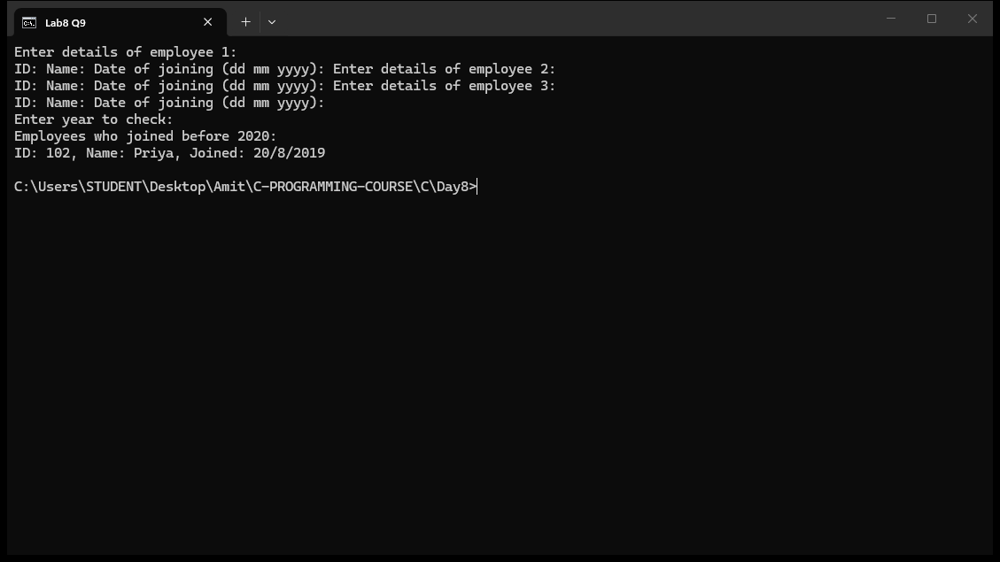 Lab8 Q9
Enter details of employee 1:
ID: Name: Date of joining (dd mm yyyy): Enter details of employee 2:
ID: Name: Date of joining (dd mm yyyy): Enter details of employee 3:
ID: Name: Date of joining (dd mm yyyy):
Enter year to check:
Employees who joined before 2020:
ID: 102, Name: Priya, Joined: 20/8/2019
C:\Users\STUDENT\Desktop\Amit\C-PROGRAMMING-COURSE\C\Day8>